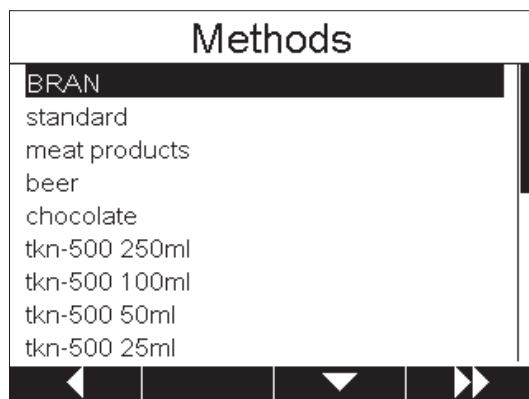 Methods
BRAN
standard
meat products
beer
chocolate
tkn-500 250ml
tkn-500 100ml
tkn-500 50ml
tkn-500 25ml